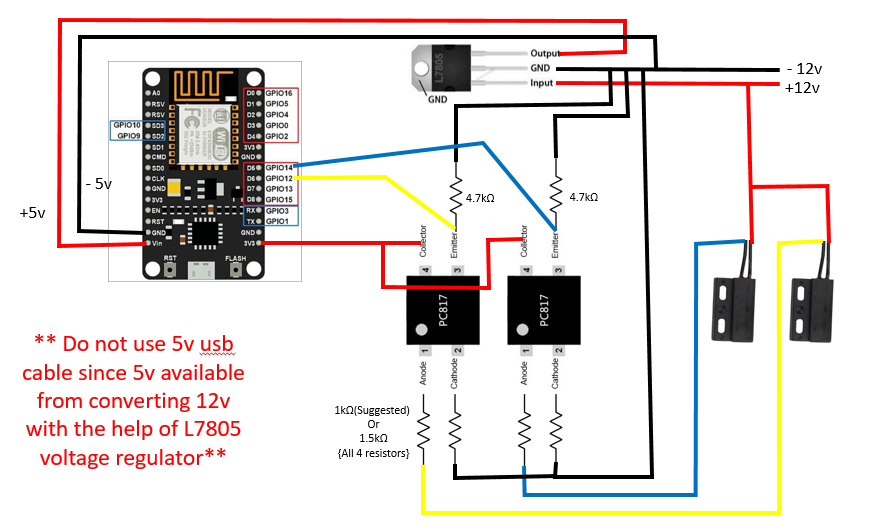 Output
GND
Input
L7805
GND
- 12v
+12v
A0
RSV
RSV
GPIO10 SD3
GPIO9 SD2
SD1
CMD
SD0
CLK
GND
3V3
EN
RST
GND
Vin
D0 GPIO16
D1 GPIO5
D2 GPIO4
D3 GPIO0
D4 GPIO2
3V3
GND
D5 GPIO14
D6 GPIO12
D7 GPIO13
D8 GPIO15
RX GPIO3
TX GPIO1
GND
3V3
RST
FLASH
- 5v
+5v
4.7kΩ
4.7kΩ
Collector
Emitter
Collector
Emitter
4
3
4
3
PC817
PC817
1
2
1
2
Anode
Cathode
Anode
Cathode
1kΩ(Suggested)
Or
1.5kΩ
{All 4 resistors}
** Do not use 5v usb
cable since 5v available
from converting 12v
with the help of L7805
voltage regulator**